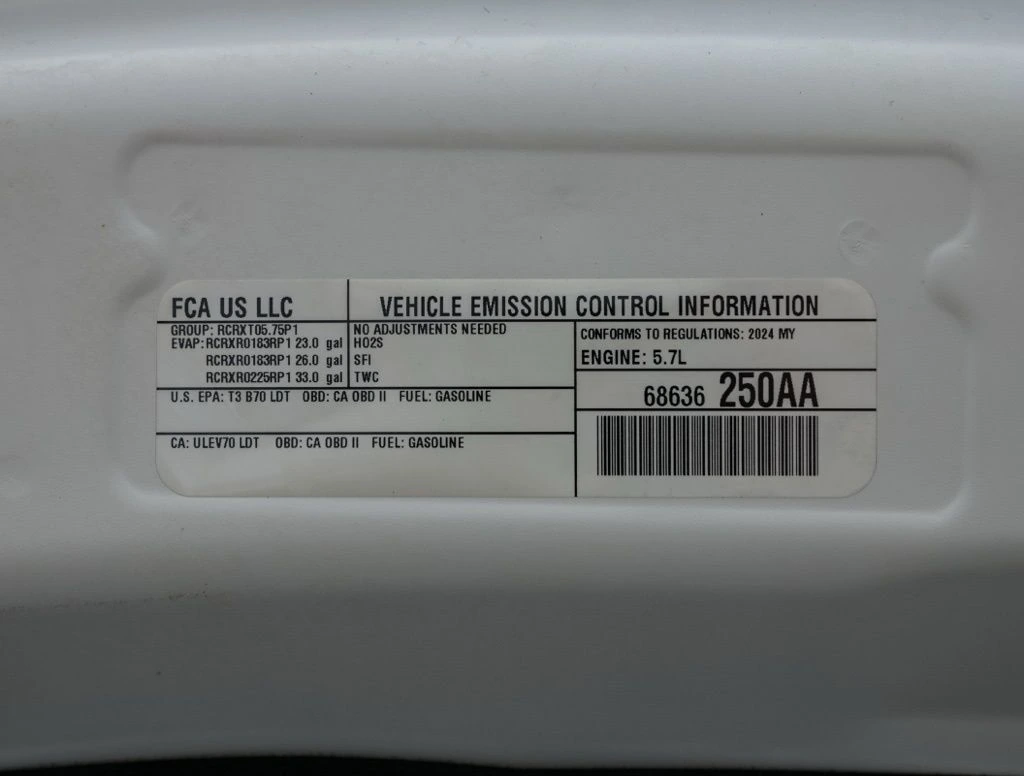 FCA US LLC
VEHICLE EMISSION CONTROL INFORMATION
GROUP: RCRXT05.75P1
EVAP: RCRXR0183RP1 23.0 gal
RCRXR0183RP1 26.0 gal
RCRXR0225RP1 33.0 gal
NO ADJUSTMENTS NEEDED
HO2S
SFI
TWC
CONFORMS TO REGULATIONS: 2024 MY
ENGINE: 5.7L
68636 250AA
U.S. EPA: T3 B70 LDT OBD: CA OBD II FUEL: GASOLINE
CA: ULEV70 LDT OBD: CA OBD II FUEL: GASOLINE